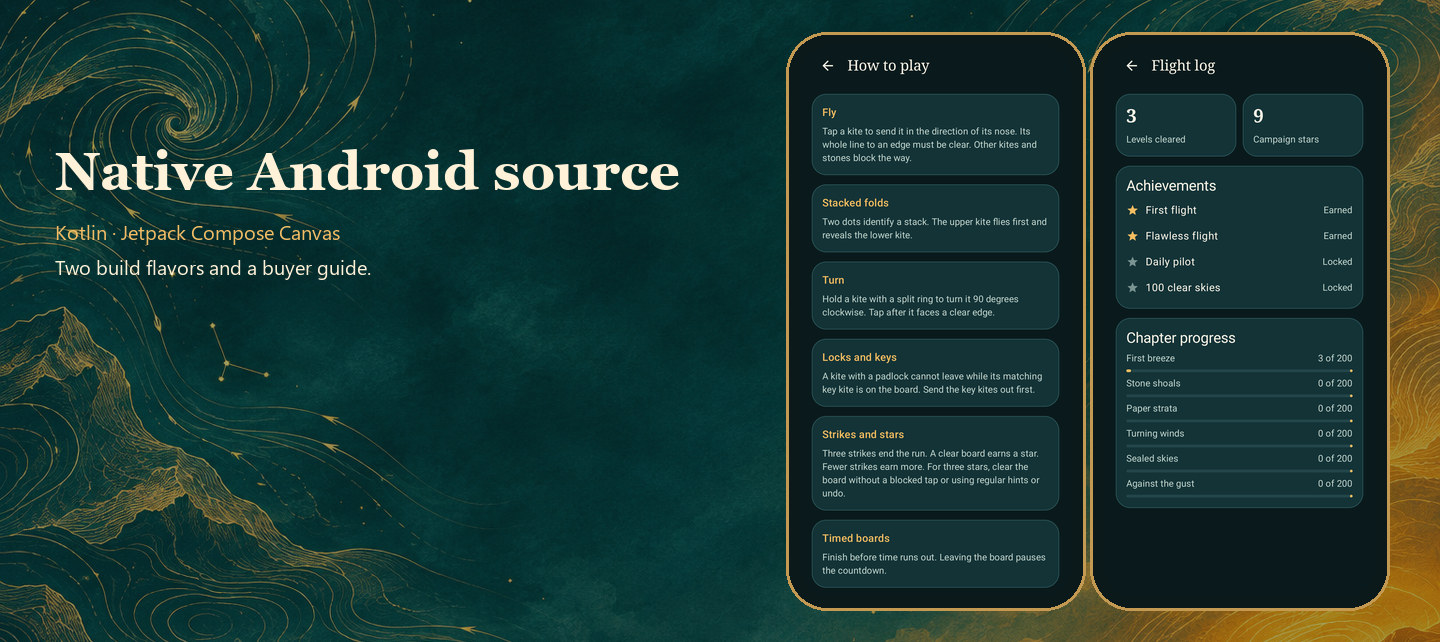 Native Android source
Kotlin · Jetpack Compose Canvas
Two build flavors and a buyer guide.
How to play
Fly
Tap a kite to send it in the direction of its nose. Its
whole line to an edge must be clear. Other kites and
stones block the way.
Stacked folds
Two dots identify a stack. The upper kite flies first and
reveals the lower kite.
Turn
Hold a kite with a split ring to turn it 90 degrees
clockwise. Tap after it faces a clear edge.
Locks and keys
A kite with a padlock cannot leave while its matching
key kite is on the board. Send the key kites out first.
Strikes and stars
Three strikes end the run. A clear board earns a star.
Fewer strikes earn more. For three stars, clear the
board without a blocked tap or using regular hints or
undo.
Timed boards
Finish before time runs out. Leaving the board pauses
the countdown.
Flight log
3
Levels cleared
9
Campaign stars
Achievements
First flight Earned
Flawless flight Earned
Daily pilot Locked
100 clear skies Locked
Chapter progress
First breeze 3 of 200
Stone shoals 0 of 200
Paper strata 0 of 200
Turning winds 0 of 200
Sealed skies 0 of 200
Against the gust 0 of 200